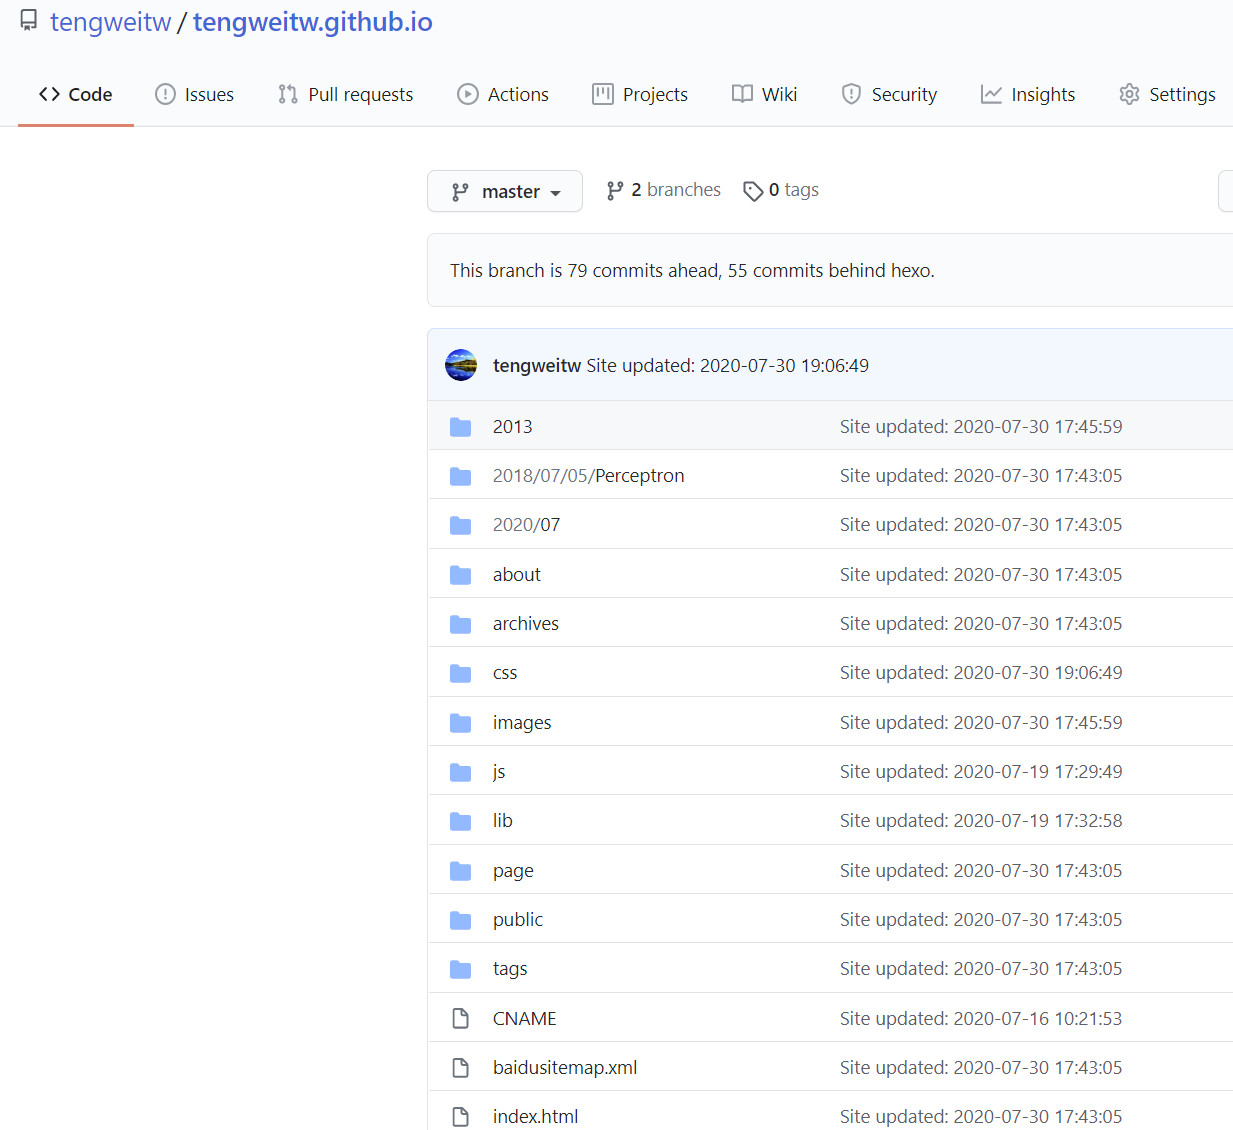 tengweitw / tengweitw.github.io
Code Issues Pull requests Actions Projects Wiki Security Insights Settings
master 2 branches 0 tags
This branch is 79 commits ahead, 55 commits behind hexo.
tengweitw Site updated: 2020-07-30 19:06:49
2013 Site updated: 2020-07-30 17:45:59
2018/07/05/Perceptron Site updated: 2020-07-30 17:43:05
2020/07 Site updated: 2020-07-30 17:43:05
about Site updated: 2020-07-30 17:43:05
archives Site updated: 2020-07-30 17:43:05
css Site updated: 2020-07-30 19:06:49
images Site updated: 2020-07-30 17:45:59
js Site updated: 2020-07-19 17:29:49
lib Site updated: 2020-07-19 17:32:58
page Site updated: 2020-07-30 17:43:05
public Site updated: 2020-07-30 17:43:05
tags Site updated: 2020-07-30 17:43:05
CNAME Site updated: 2020-07-16 10:21:53
baidusitemap.xml Site updated: 2020-07-30 17:43:05
index.html Site updated: 2020-07-30 17:43:05